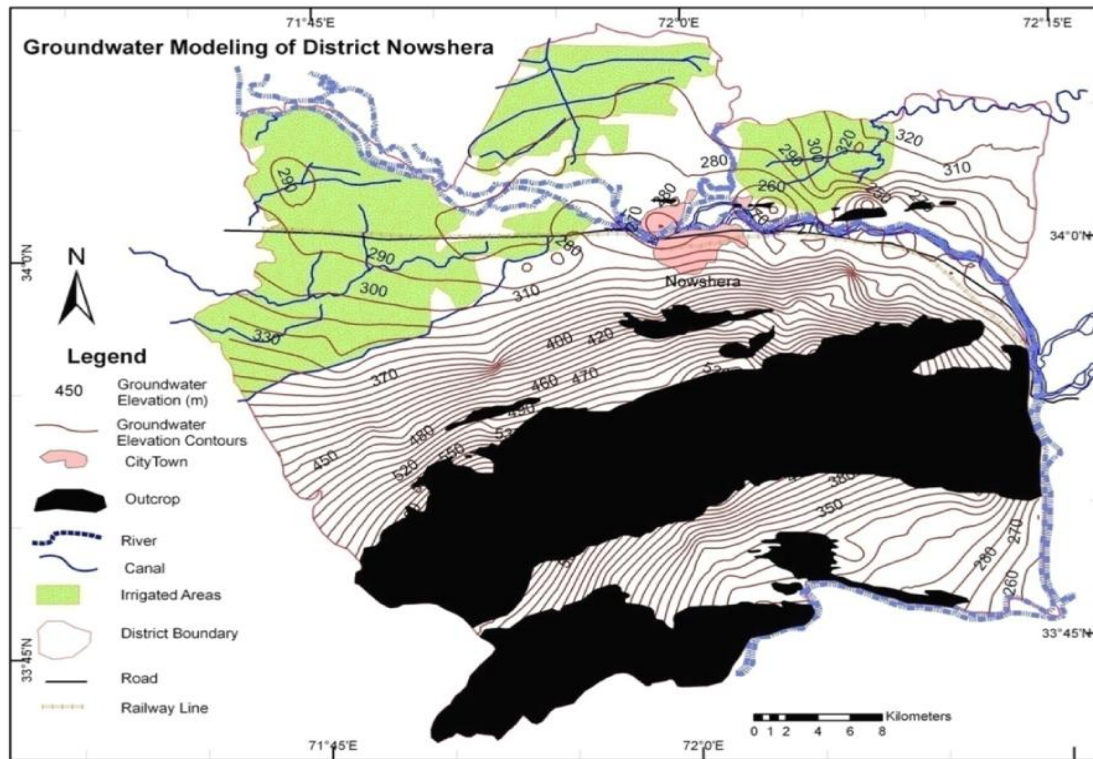 71°45'E
72°0'E
72°15'E
Groundwater Modeling of District Nowshera
320
320
300
290
310
280
290
280
260
34°0'N
34°0'N
270
290
280
N
300
310
Nowshera
330
400
420
Legend
370
460
470
450
Groundwater
Elevation (m)
Groundwater
Elevation Contours
480
450
520
550
CityTown
Outcrop
380
350
River
270
280
Canal
260
Irrigated Areas
District Boundary
33°45'N
33°45'N
Road
Railway Line
Kilometers
0 1 2 4 6 8
71°45'E
72°0'E